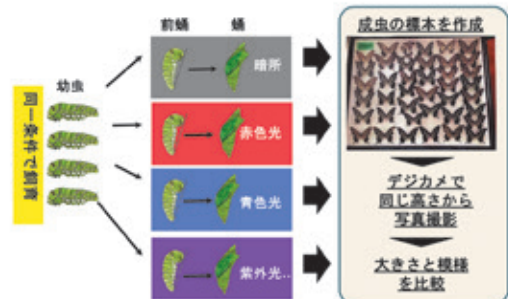 同一条件で飼育
幼虫
前蛹
蛹
暗所
赤色光
青色光
紫外光...
成虫の標本を作成
デジカメで
同じ高さから
写真撮影
大きさと模様
を比較